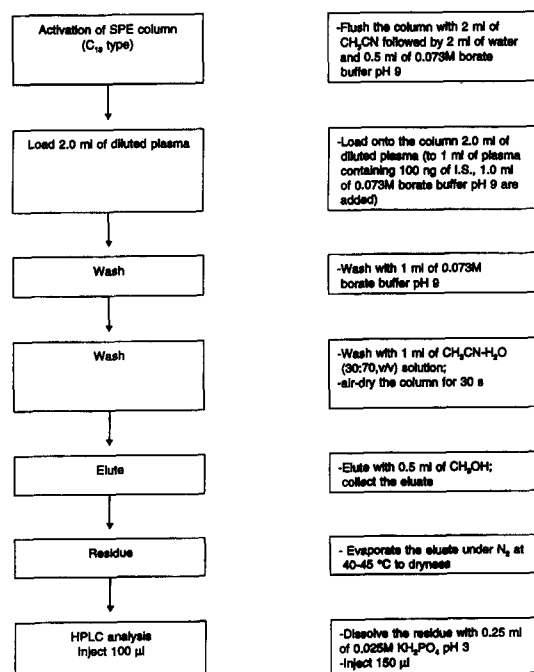 Activation of SPE column
(C₁₈ type)
-Flush the column with 2 ml of
CH₃CN followed by 2 ml of water
and 0.5 ml of 0.073M borate
buffer pH 9
Load 2.0 ml of diluted plasma
-Load onto the column 2.0 ml of
diluted plasma (to 1 ml of plasma
containing 100 ng of I.S., 1.0 ml
of 0.073M borate buffer pH 9 are
added)
Wash
-Wash with 1 ml of 0.073M
borate buffer pH 9
Wash
-Wash with 1 ml of CH₃CN-H₂O
(30:70,v/v) solution;
-air-dry the column for 30 s
Elute
-Elute with 0.5 ml of CH₃OH;
collect the eluate
Residue
- Evaporate the eluate under N₂ at
40-45 °C to dryness
HPLC analysis
Inject 100 µl
-Dissolve the residue with 0.25 ml
of 0.025M KH₂PO₄ pH 3
-Inject 150 µl